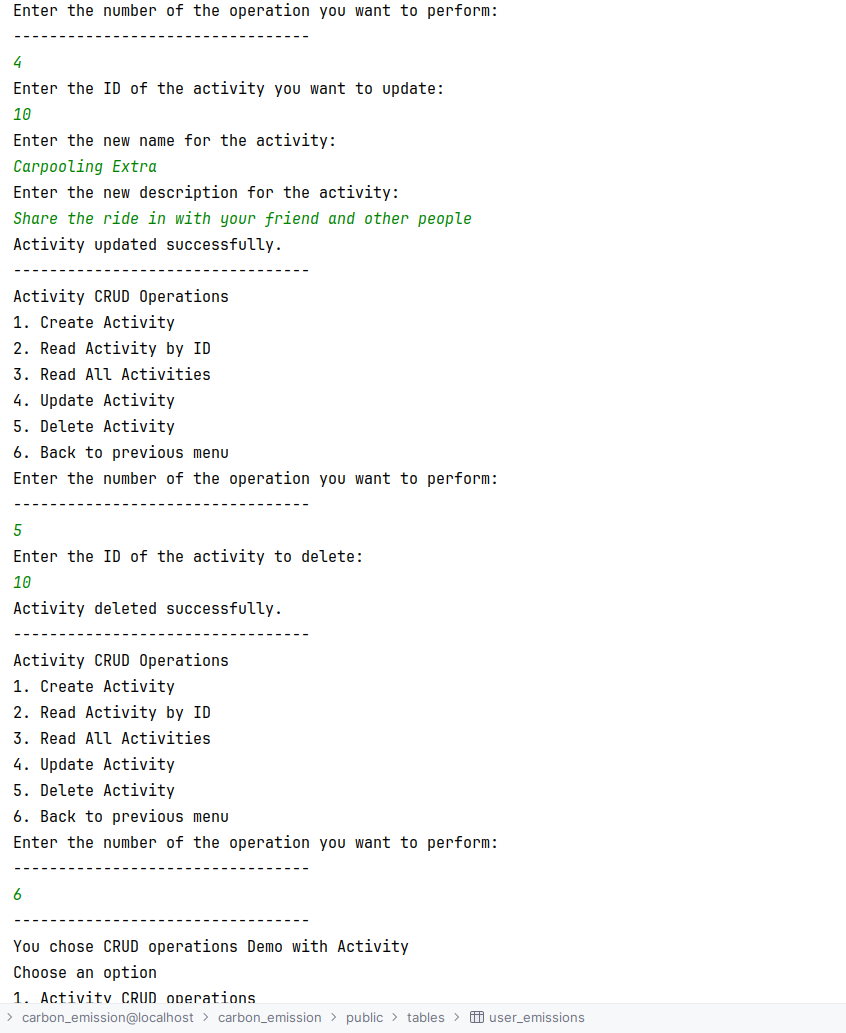 Enter the number of the operation you want to perform:
---------------------------------
4
Enter the ID of the activity you want to update:
10
Enter the new name for the activity:
Carpooling Extra
Enter the new description for the activity:
Share the ride in with your friend and other people
Activity updated successfully.
---------------------------------
Activity CRUD Operations
1. Create Activity
2. Read Activity by ID
3. Read All Activities
4. Update Activity
5. Delete Activity
6. Back to previous menu
Enter the number of the operation you want to perform:
---------------------------------
5
Enter the ID of the activity to delete:
10
Activity deleted successfully.
---------------------------------
Activity CRUD Operations
1. Create Activity
2. Read Activity by ID
3. Read All Activities
4. Update Activity
5. Delete Activity
6. Back to previous menu
Enter the number of the operation you want to perform:
---------------------------------
6
---------------------------------
You chose CRUD operations Demo with Activity
Choose an option
1. Activity CRUD operations
> carbon_emission@localhost > carbon_emission > public > tables > user_emissions